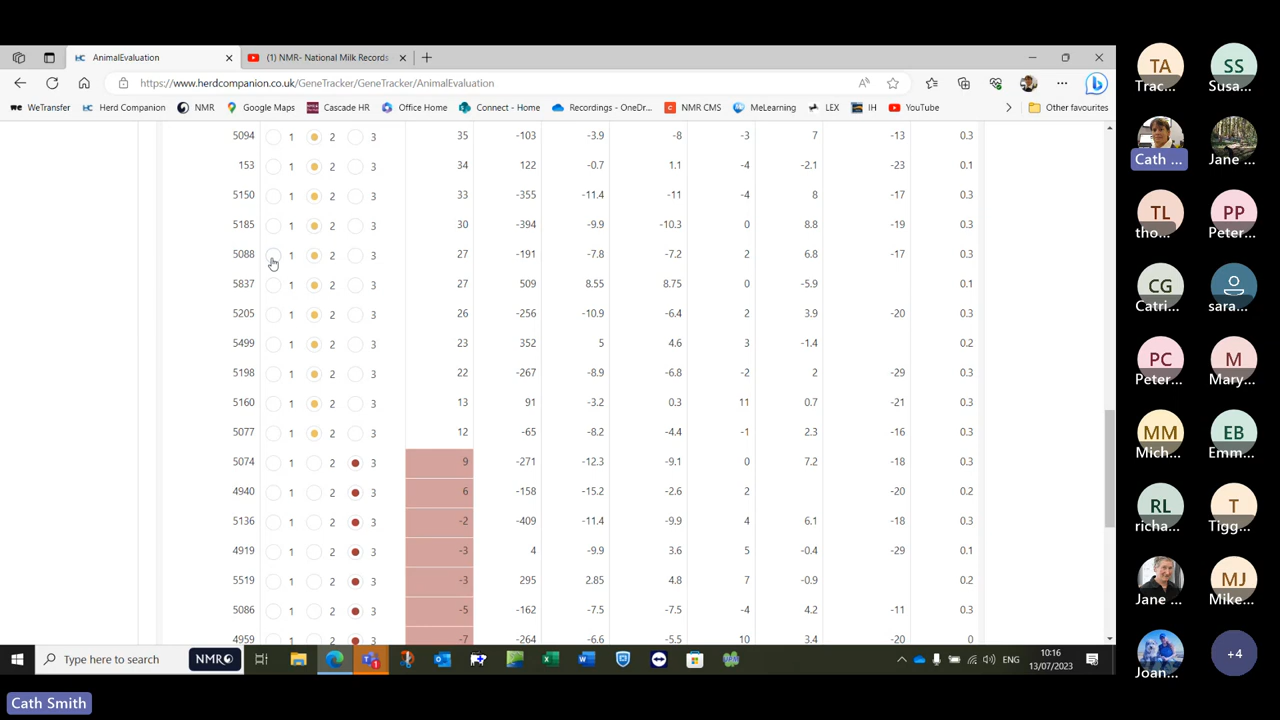 AnimalEvaluation
(1) NMR- National Milk Records
https://www.herdcompanion.co.uk/GeneTracker/GeneTracker/AnimalEvaluation
WeTransfer Herd Companion NMR Google Maps Cascade HR Office Home Connect - Home Recordings - OneDr... NMR CMS MeLearning LEX IH YouTube Other favourites
5094 1 2 3 35 -103 -3.9 -8 -3 7 -13 0.3
153 1 2 3 34 122 -0.7 1.1 -4 -2.1 -23 0.1
5150 1 2 3 33 -355 -11.4 -11 -4 8 -17 0.3
5185 1 2 3 30 -394 -9.9 -10.3 0 8.8 -19 0.3
5088 1 2 3 27 -191 -7.8 -7.2 2 6.8 -17 0.3
5837 1 2 3 27 509 8.55 8.75 0 -5.9 0.1
5205 1 2 3 26 -256 -10.9 -6.4 2 3.9 -20 0.3
5499 1 2 3 23 352 5 4.6 3 -1.4 0.2
5198 1 2 3 22 -267 -8.9 -6.8 -2 2 -29 0.3
5160 1 2 3 13 91 -3.2 0.3 11 0.7 -21 0.3
5077 1 2 3 12 -65 -8.2 -4.4 -1 2.3 -16 0.3
5074 1 2 3 9 -271 -12.3 -9.1 0 7.2 -18 0.3
4940 1 2 3 6 -158 -15.2 -2.6 2 -20 0.2
5136 1 2 3 -2 -409 -11.4 -9.9 4 6.1 -18 0.3
4919 1 2 3 -3 4 -9.9 3.6 5 -0.4 -29 0.1
5519 1 2 3 -3 295 2.85 4.8 7 -0.9 0.2
5086 1 2 3 -5 -162 -7.5 -7.5 -4 4.2 -11 0.3
4959 1 2 3 -7 -264 -6.6 -5.5 10 3.4 -20 0
Type here to search
NMR
ENG
10:16
13/07/2023
Cath Smith
TA SS
Trac... Susa...
Cath ... Jane ...
TL PP
tho... Peter...
CG
Catri... sara...
PC M
Peter... Mary...
MM EB
Mich... Emm...
RL T
richa... Tigg...
MJ
Jane ... Mike...
+4
Joan...